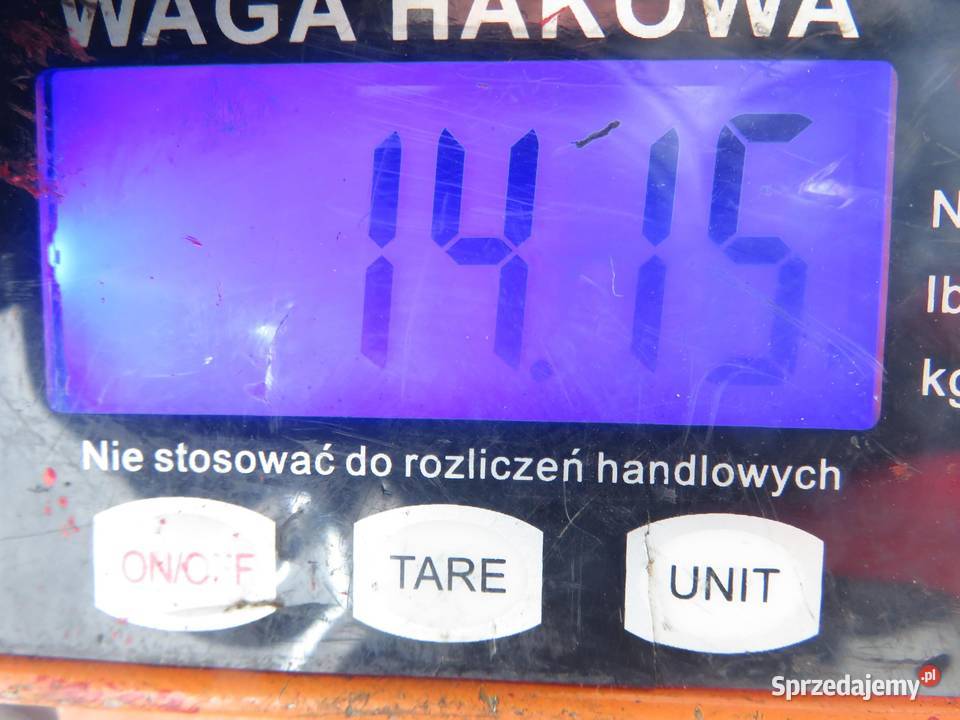 WAGA HAKOWA
14.15
N
lb
kg
Nie stosować do rozliczeń handlowych
ON/OFF
TARE
UNIT
Sprzedajemy.pl